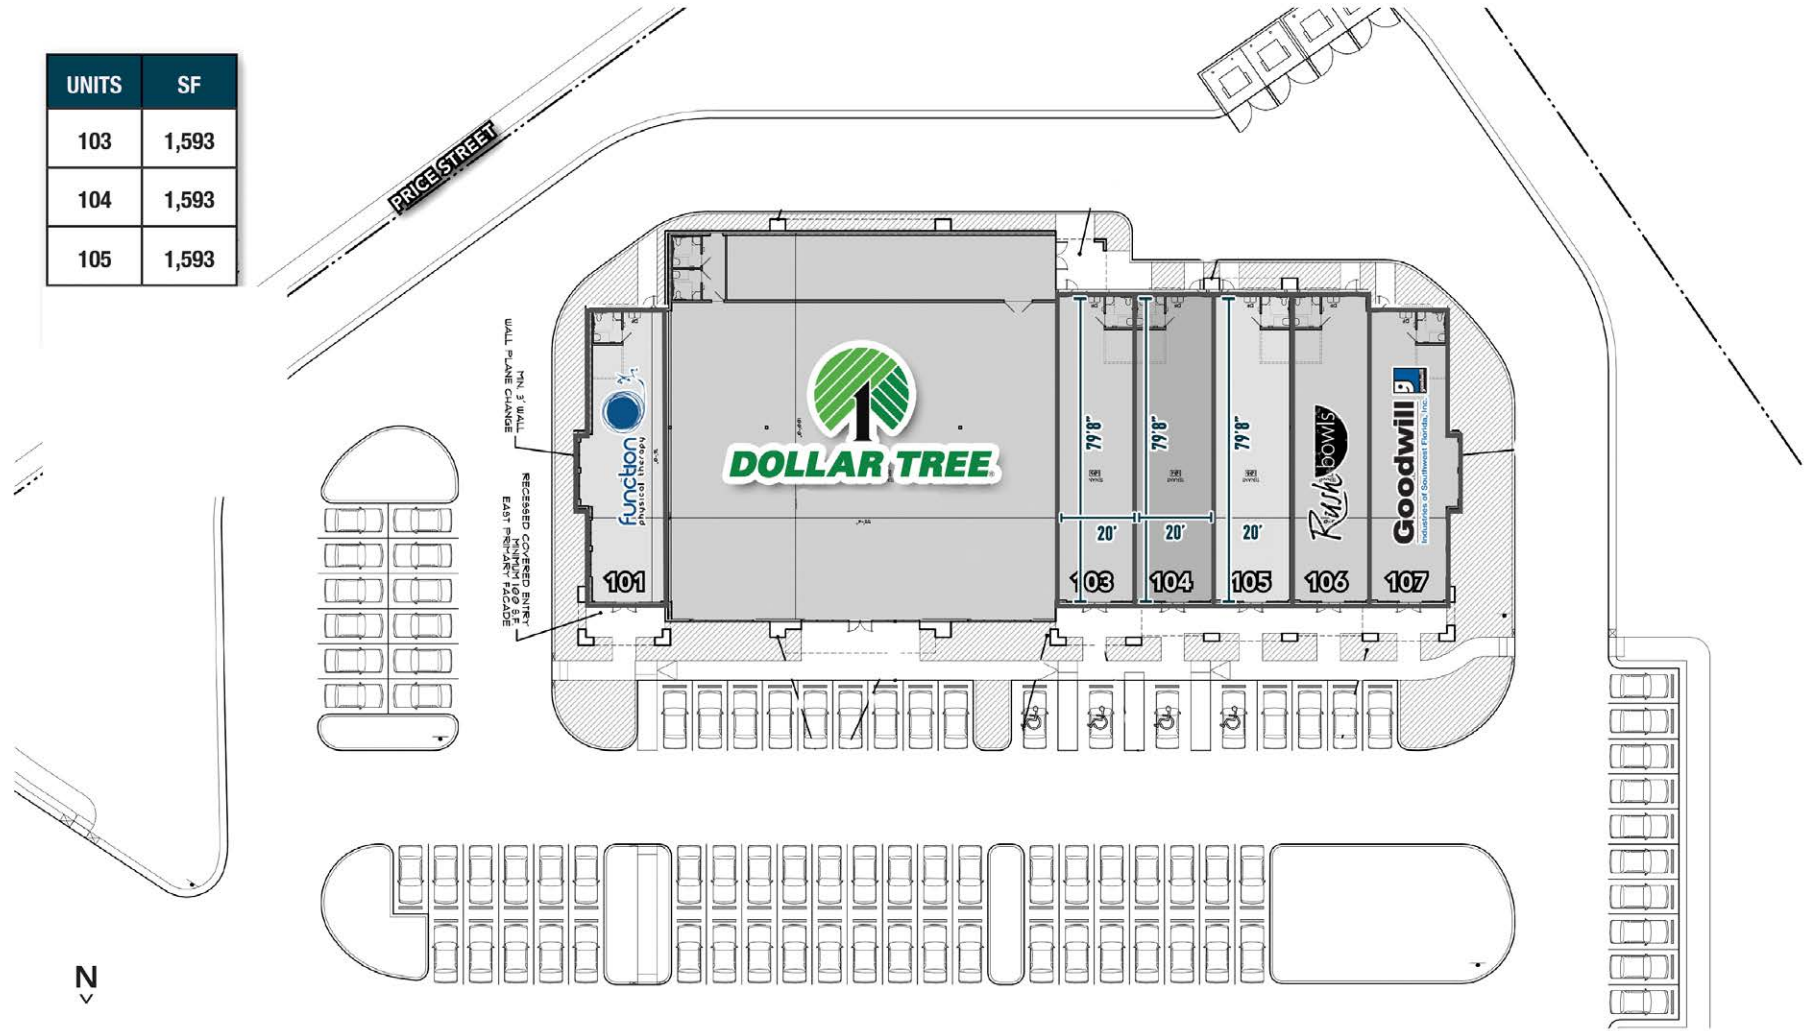 UNITS SF
103 1,593
104 1,593
105 1,593
PRICE STREET
MIN. 3' WALL
WALL PLANE CHANGE
RECESSED COVERED ENTRY
MINIMUM 100 S.F.
EAST PRIMARY FACADE
function
physical therapy
101
1
DOLLAR TREE
79'8"
20'
103
79'8"
20'
104
79'8"
20'
105
Rush bowls
106
g
Goodwill
Industries of Southwest Florida, Inc.
107
N